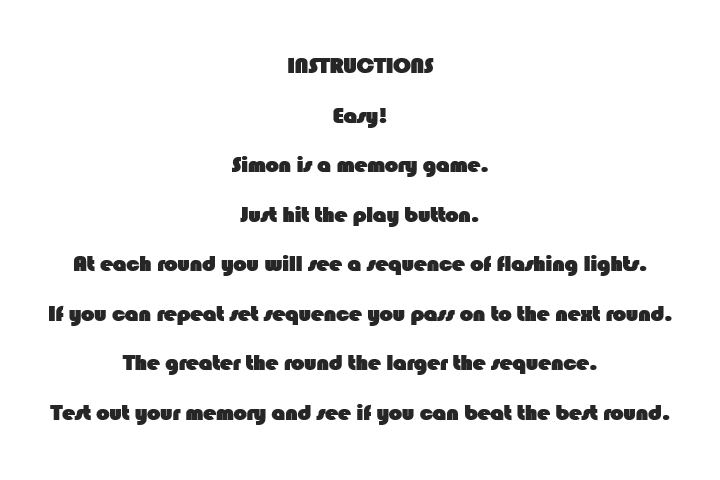 INSTRUCTIONS
Easy!
Simon is a memory game.
Just hit the play button.
At each round you will see a sequence of flashing lights.
If you can repeat set sequence you pass on to the next round.
The greater the round the larger the sequence.
Test out your memory and see if you can beat the best round.